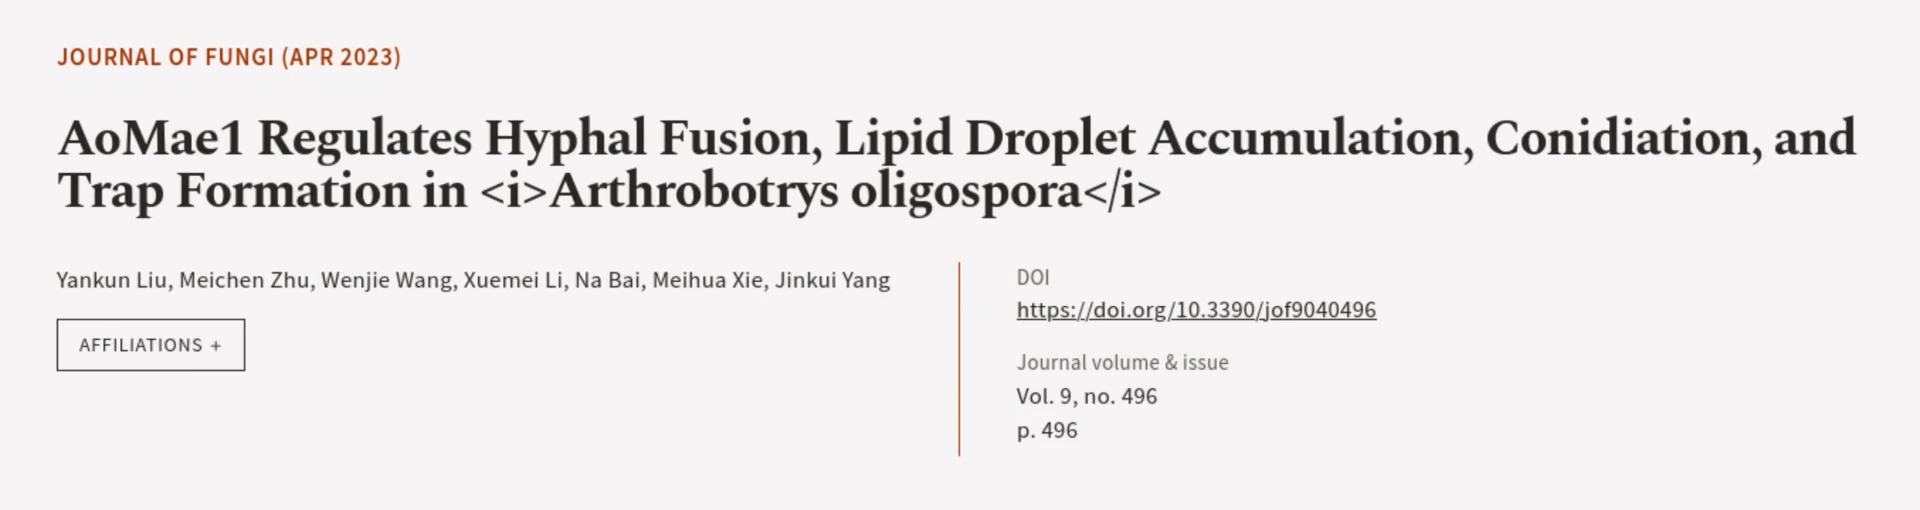 JOURNAL OF FUNGI (APR 2023)
AoMae1 Regulates Hyphal Fusion, Lipid Droplet Accumulation, Conidiation, and
Trap Formation in <i>Arthrobotrys oligospora</i>
Yankun Liu, Meichen Zhu, Wenjie Wang, Xuemei Li, Na Bai, Meihua Xie, Jinkui Yang
AFFILIATIONS +
DOI
https://doi.org/10.3390/jof9040496
Journal volume & issue
Vol. 9, no. 496
p. 496